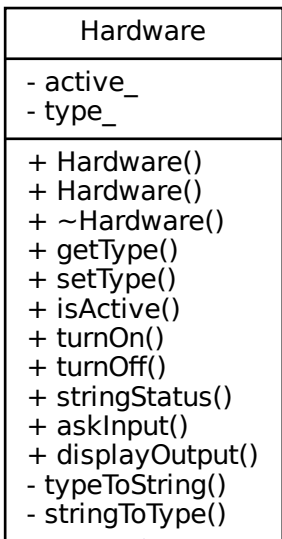 Hardware
- active_
- type_
+ Hardware()
+ Hardware()
+ ~Hardware()
+ getType()
+ setType()
+ isActive()
+ turnOn()
+ turnOff()
+ stringStatus()
+ askInput()
+ displayOutput()
- typeToString()
- stringToType()